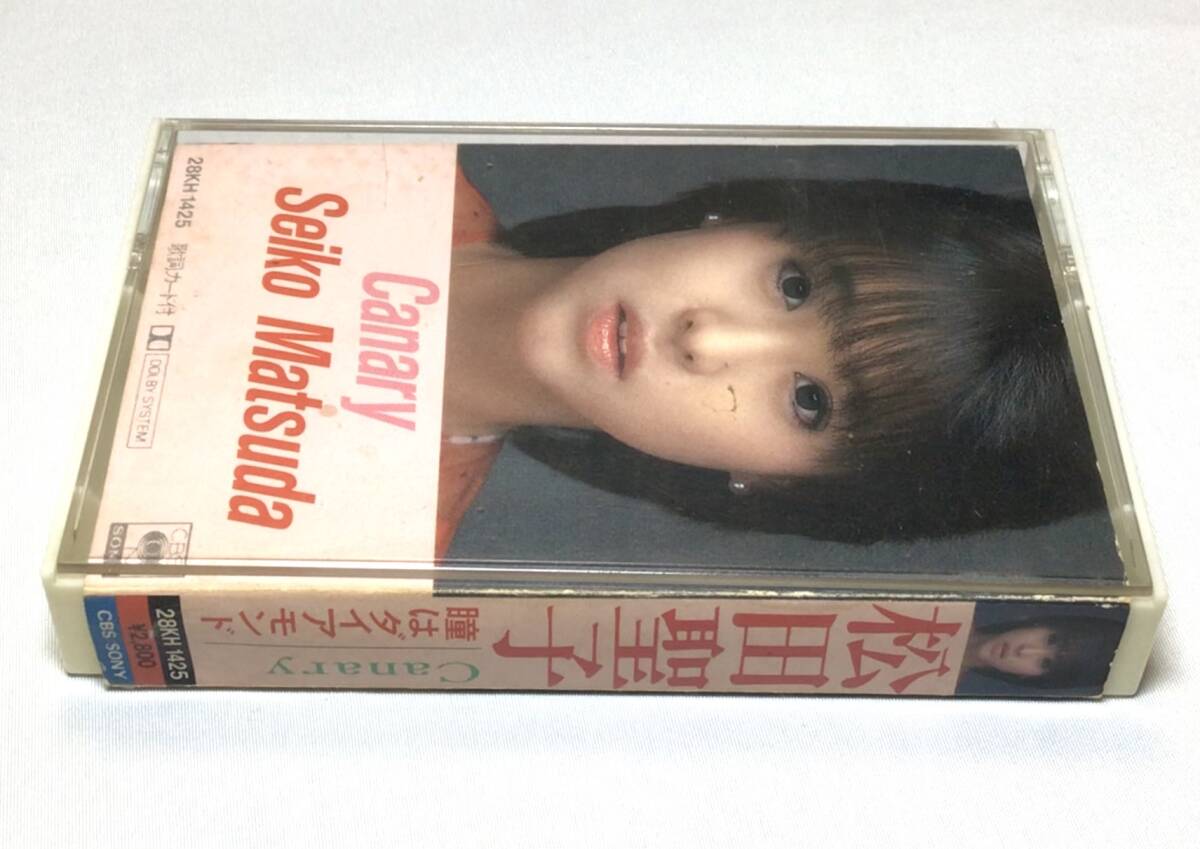 Canary
Seiko Matsuda
28KH 1425 歌詞カード付 DOLBY SYSTEM
CBS
SONY
松田聖子
瞳はダイアモンド
Canary
28KH 1425
¥2,800
CBS SONY